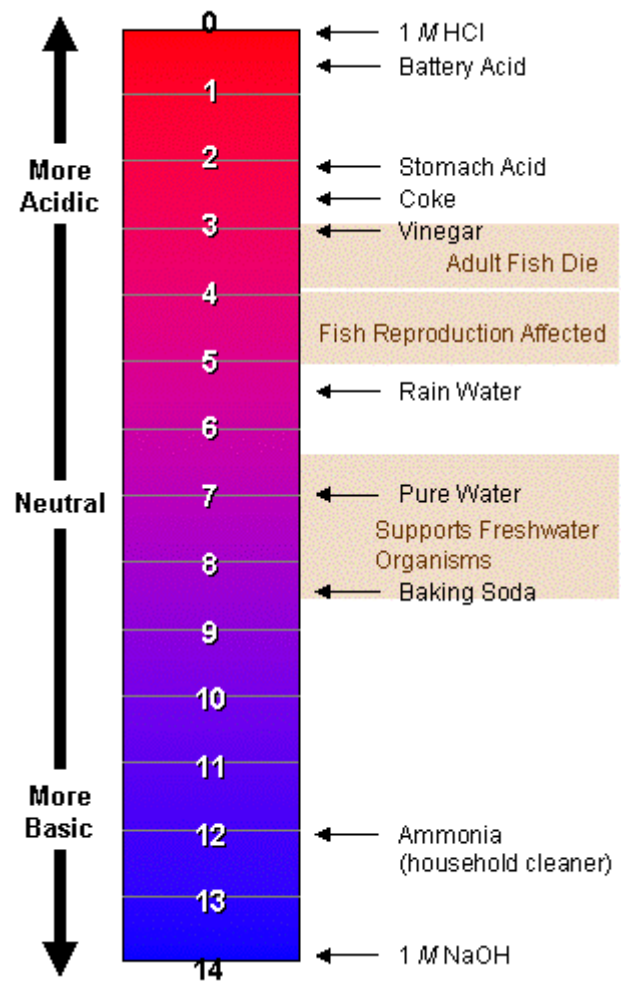 0
1 M HCl
Battery Acid
1
More
Acidic
2
Stomach Acid
Coke
3
Vinegar
Adult Fish Die
4
Fish Reproduction Affected
5
Rain Water
6
Neutral
7
Pure Water
Supports Freshwater
Organisms
8
Baking Soda
9
10
11
More
Basic
12
Ammonia
(household cleaner)
13
14
1 M NaOH